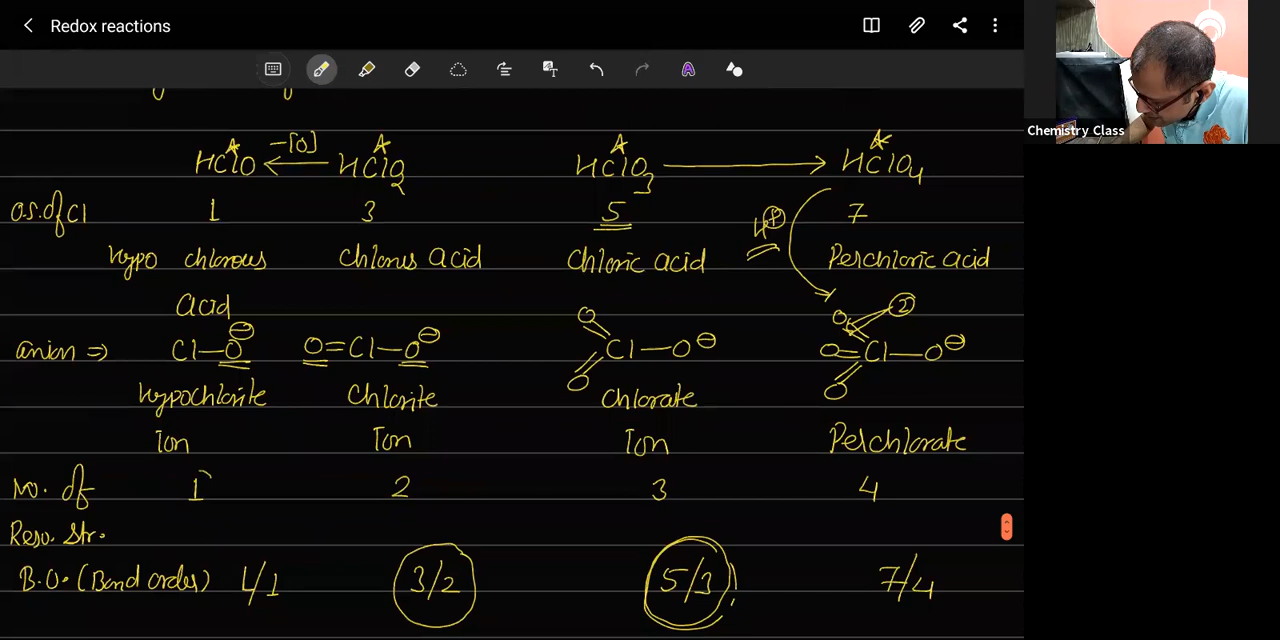 Redox reactions
Chemistry Class
HClO ←-[O] HClO2 HClO3 → HClO4
O.S. of Cl 1 3 5 7
H⊕
hypo chlorous chlorus acid Chloric acid Perchloric acid
Acid
②
anion ⇒ Cl—O⊖ O=Cl—O⊖ O Cl—O⊖ O O=Cl—O⊖
O O
hypochlorite Chlorite Chlorate Perchlorate
Ion Ion Ion
No. of 1 2 3 4
Reso. Str.
B.O. (Bond order) 1/1 3/2 5/3 7/4